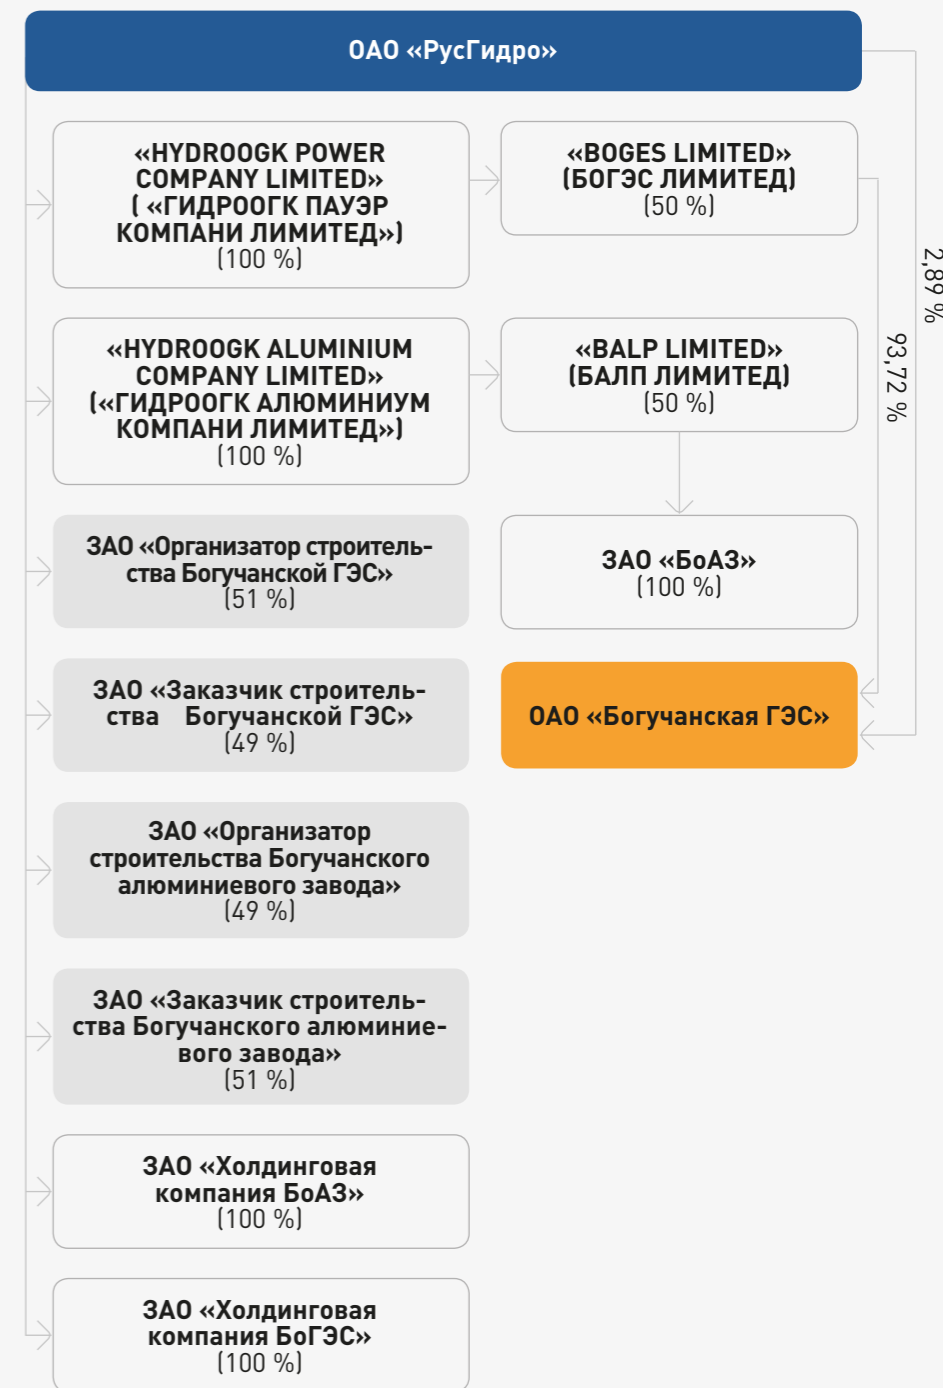 ОАО «РусГидро»
«HYDROOGK POWER
COMPANY LIMITED»
( «ГИДРООГК ПАУЭР
КОМПАНИ ЛИМИТЕД»)
(100 %)
«BOGES LIMITED»
(БОГЭС ЛИМИТЕД)
(50 %)
2,89 %
93,72 %
«HYDROOGK ALUMINIUM
COMPANY LIMITED»
(«ГИДРООГК АЛЮМИНИУМ
КОМПАНИ ЛИМИТЕД»)
(100 %)
«BALP LIMITED»
(БАЛП ЛИМИТЕД)
(50 %)
ЗАО «Организатор строитель-
ства Богучанской ГЭС»
(51 %)
ЗАО «БоАЗ»
(100 %)
ЗАО «Заказчик строитель-
ства Богучанской ГЭС»
(49 %)
ОАО «Богучанская ГЭС»
ЗАО «Организатор
строительства Богучанского
алюминиевого завода»
(49 %)
ЗАО «Заказчик строитель-
ства Богучанского алюминие-
вого завода»
(51 %)
ЗАО «Холдинговая
компания БоАЗ»
(100 %)
ЗАО «Холдинговая
компания БоГЭС»
(100 %)